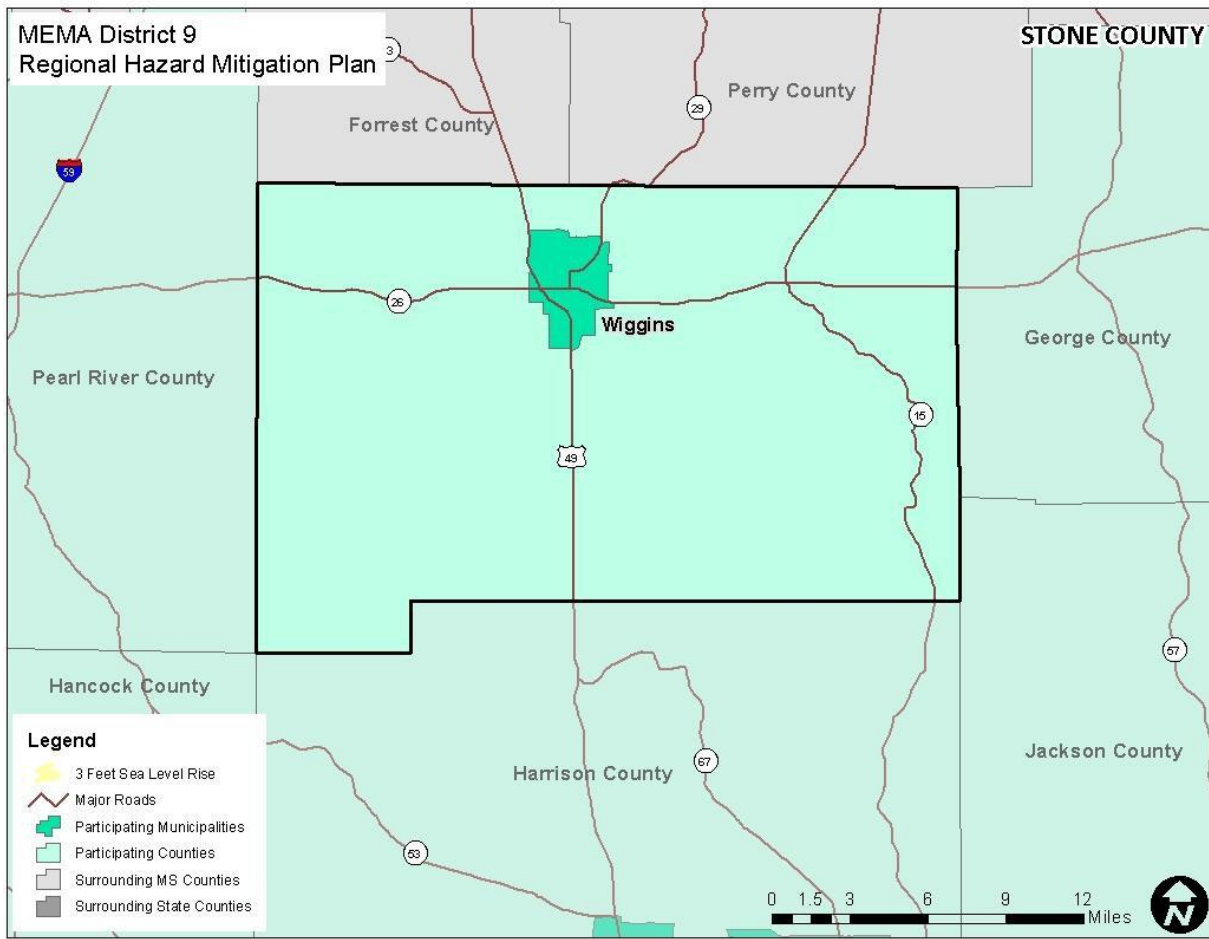 MEMA District 9
Regional Hazard Mitigation Plan
STONE COUNTY
3
29
Perry County
Forrest County
59
26
Wiggins
George County
Pearl River County
15
49
57
Hancock County
Legend
3 Feet Sea Level Rise
Major Roads
Participating Municipalities
Participating Counties
Surrounding MS Counties
Surrounding State Counties
Jackson County
67
Harrison County
53
0 1.5 3 6 9 12
Miles
N